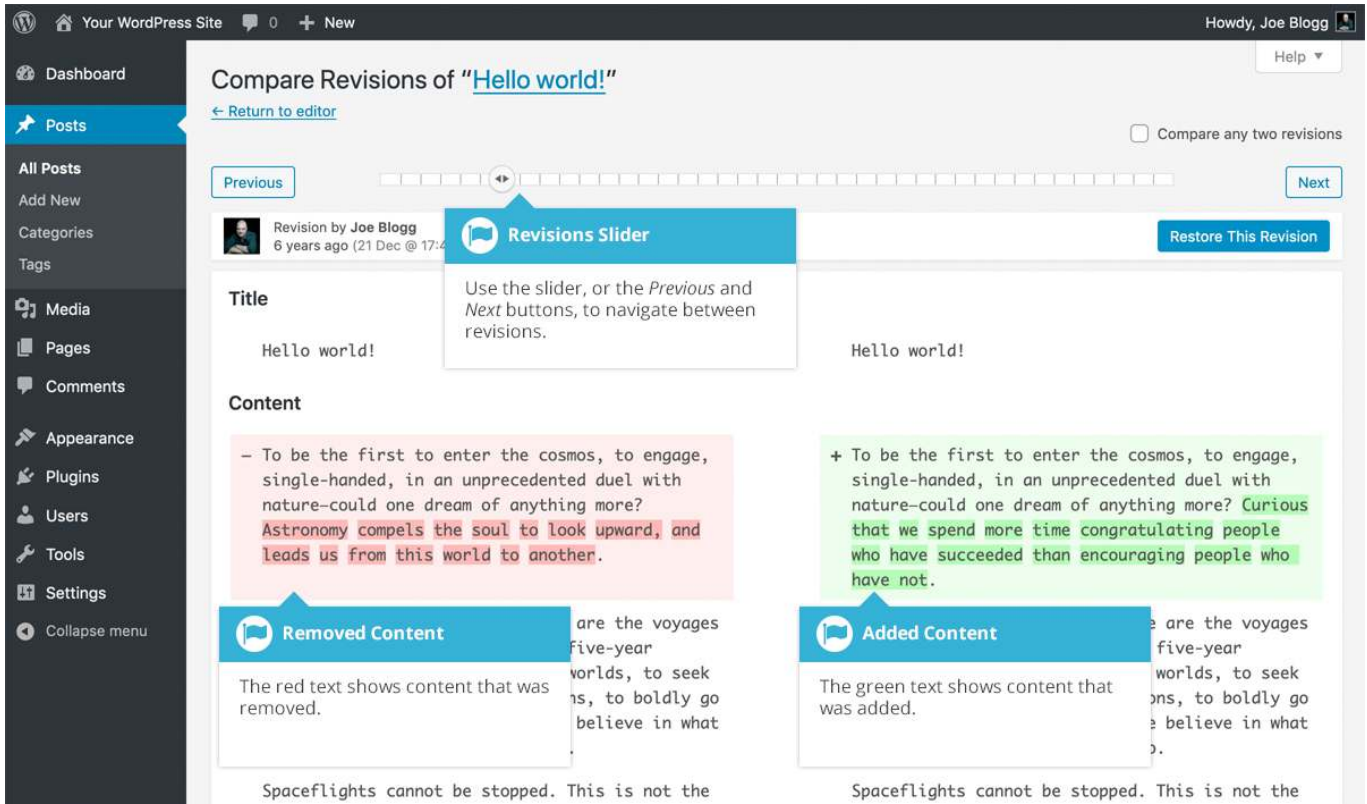 Your WordPress Site 0 + New Howdy, Joe Blogg
Help
Dashboard
Posts
All Posts
Add New
Categories
Tags
Media
Pages
Comments
Appearance
Plugins
Users
Tools
Settings
Collapse menu
Compare Revisions of “Hello world!”
← Return to editor
Compare any two revisions
Previous
Next
Revision by Joe Blogg
6 years ago (21 Dec @
Restore This Revision
Revisions Slider
Use the slider, or the Previous and
Next buttons, to navigate between
revisions.
Title
Hello world!
Hello world!
Content
– To be the first to enter the cosmos, to engage,
single-handed, in an unprecedented duel with
nature—could one dream of anything more?
Astronomy compels the soul to look upward, and
leads us from this world to another.
+ To be the first to enter the cosmos, to engage,
single-handed, in an unprecedented duel with
nature—could one dream of anything more? Curious
that we spend more time congratulating people
who have succeeded than encouraging people who
have not.
Removed Content
The red text shows content that was
removed.
are the voyages
five-year
worlds, to seek
to boldly go
believe in what
Added Content
The green text shows content that
was added.
are the voyages
five-year
worlds, to seek
to boldly go
believe in what
Spaceflights cannot be stopped. This is not the
Spaceflights cannot be stopped. This is not the